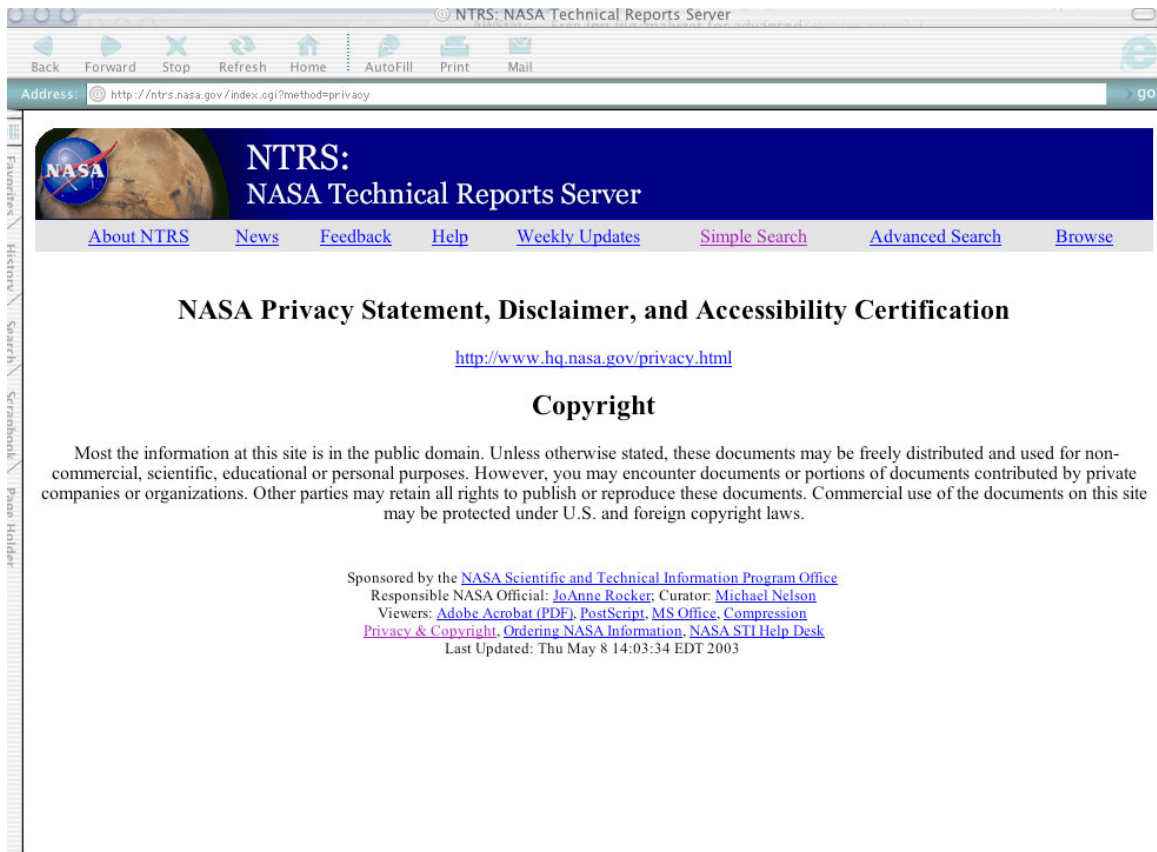 NTRS: NASA Technical Reports Server
Back Forward Stop Refresh Home AutoFill Print Mail
Address: http://ntrs.nasa.gov/index.cgi?method=privacy go
Favorites
History
Search
Scrapbook
Page Holder
NASA
NTRS:
NASA Technical Reports Server
About NTRS News Feedback Help Weekly Updates Simple Search Advanced Search Browse
NASA Privacy Statement, Disclaimer, and Accessibility Certification
http://www.hq.nasa.gov/privacy.html
Copyright
Most the information at this site is in the public domain. Unless otherwise stated, these documents may be freely distributed and used for non-
commercial, scientific, educational or personal purposes. However, you may encounter documents or portions of documents contributed by private
companies or organizations. Other parties may retain all rights to publish or reproduce these documents. Commercial use of the documents on this site
may be protected under U.S. and foreign copyright laws.
Sponsored by the NASA Scientific and Technical Information Program Office
Responsible NASA Official: JoAnne Rocker; Curator: Michael Nelson
Viewers: Adobe Acrobat (PDF), PostScript, MS Office, Compression
Privacy & Copyright, Ordering NASA Information, NASA STI Help Desk
Last Updated: Thu May 8 14:03:34 EDT 2003